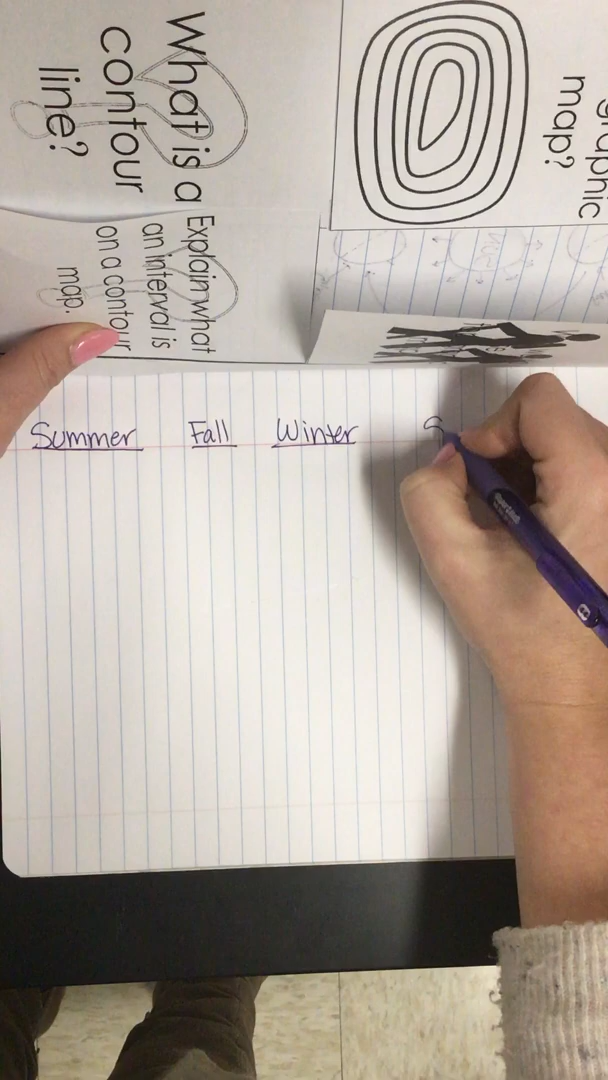 graphic
map?
What is a
contour
line?
Explain what
an interval is
on a contour
map.
Summer Fall Winter S